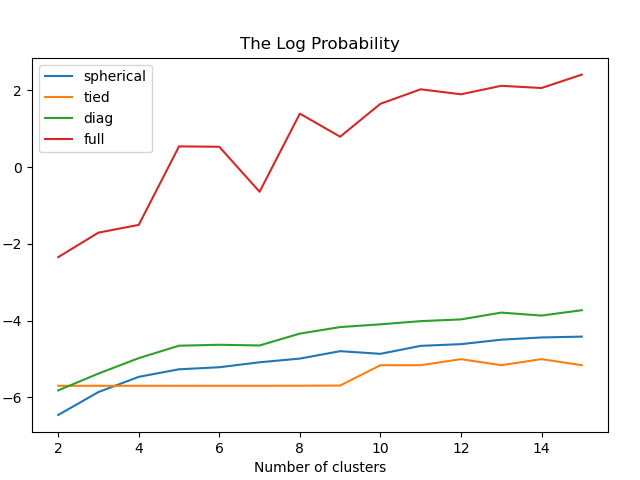 The Log Probability
spherical
tied
diag
full
2
0
−2
−4
−6
2 4 6 8 10 12 14
Number of clusters